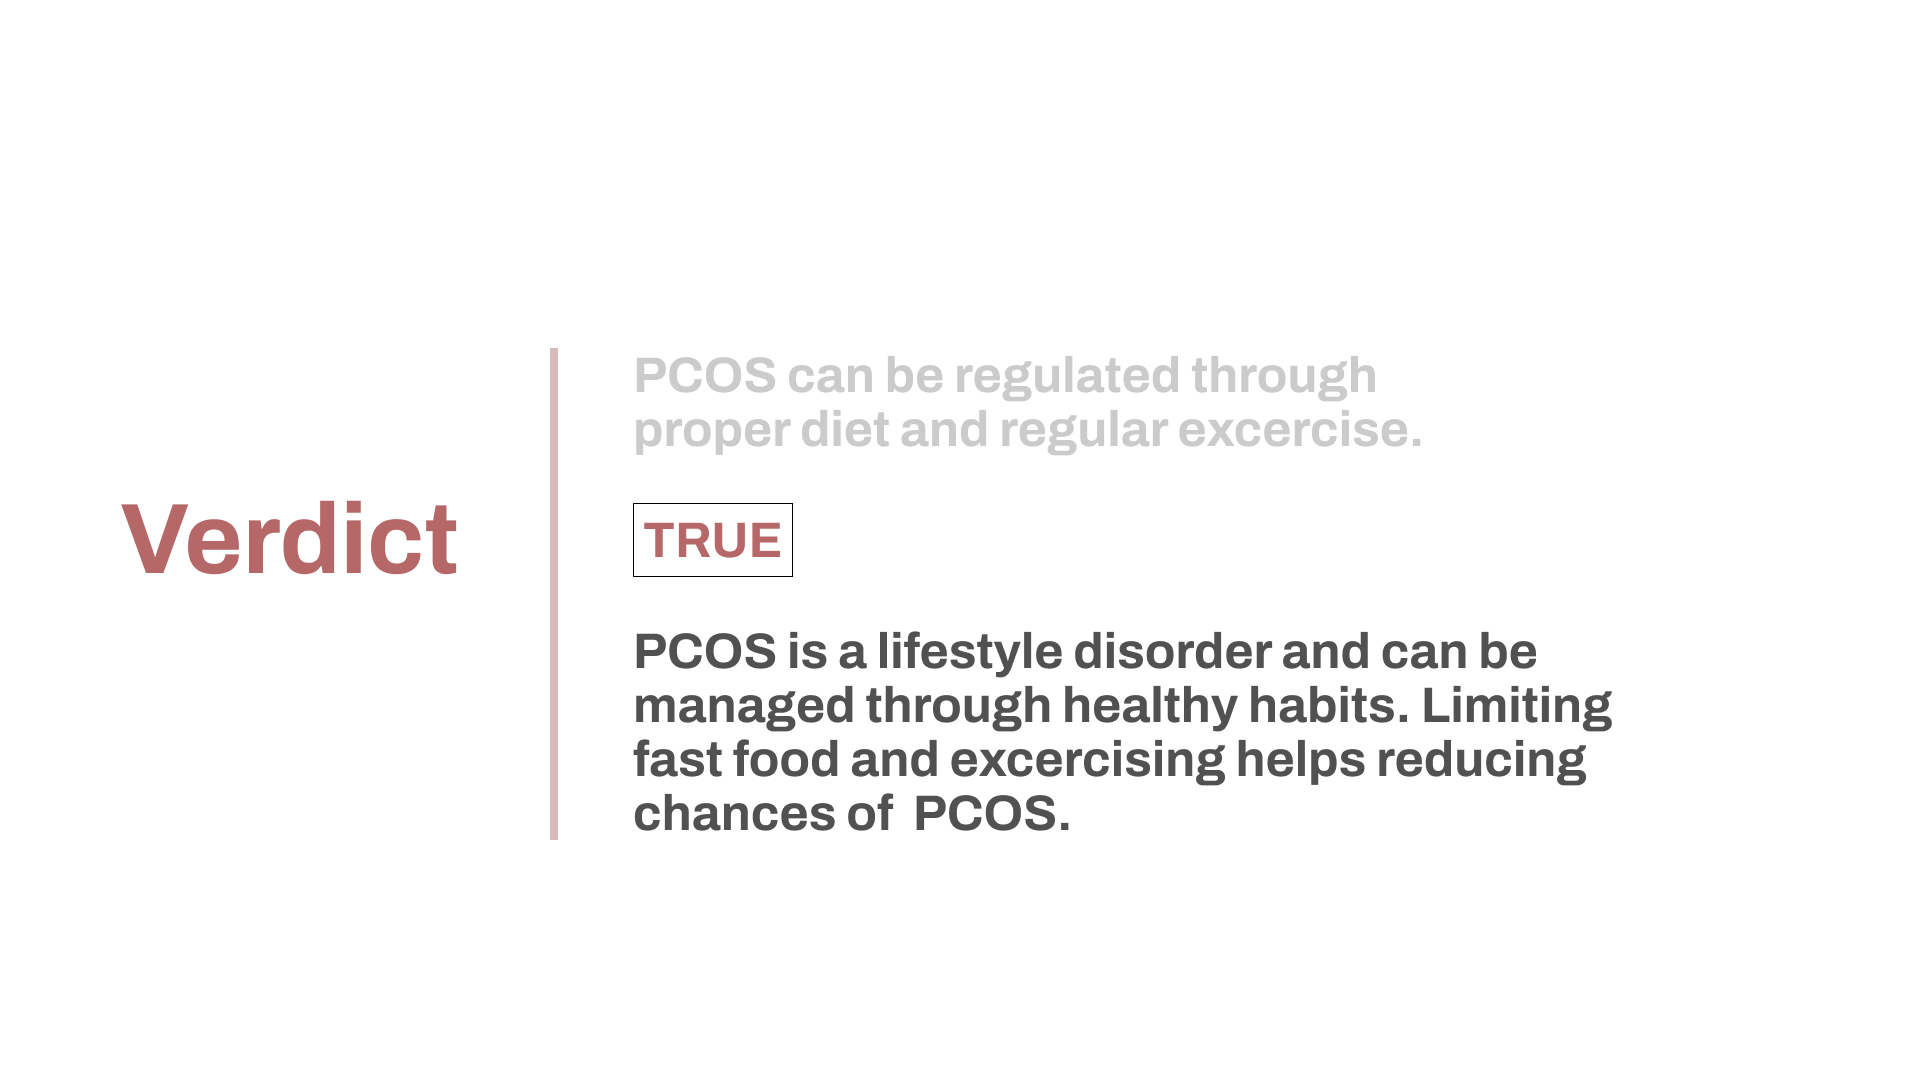 Verdict
PCOS can be regulated through
proper diet and regular excercise.
TRUE
PCOS is a lifestyle disorder and can be
managed through healthy habits. Limiting
fast food and excercising helps reducing
chances of  PCOS.